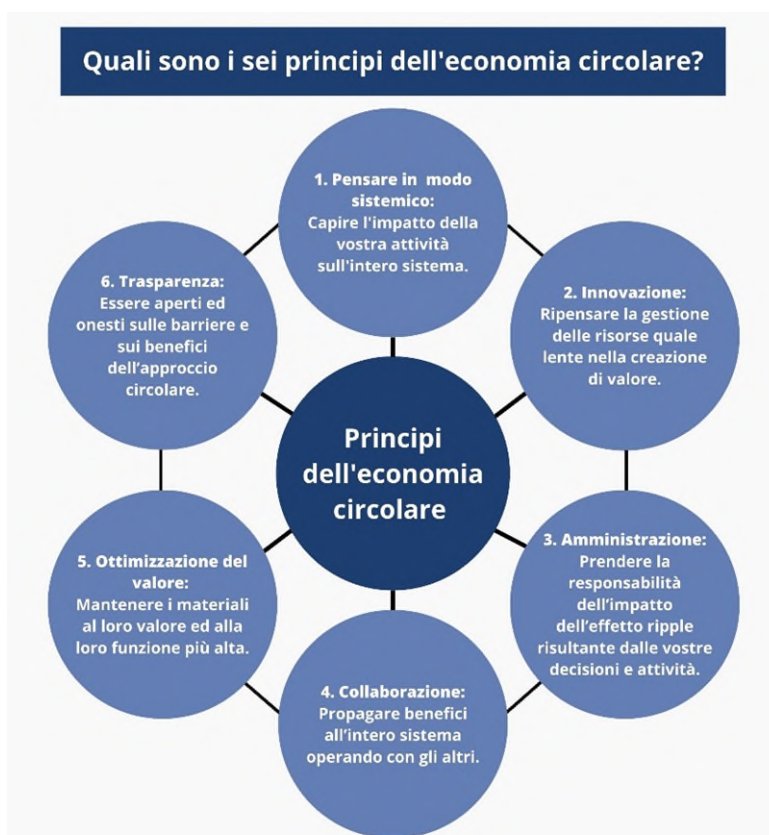 Quali sono i sei principi dell'economia circolare?
1. Pensare in modo
sistemico:
Capire l'impatto della
vostra attività
sull'intero sistema.
2. Innovazione:
Ripensare la gestione
delle risorse quale
lente nella creazione
di valore.
3. Amministrazione:
Prendere la
responsabilità
dell'impatto
dell'effetto ripple
risultante dalle vostre
decisioni e attività.
4. Collaborazione:
Propagare benefici
all'intero sistema
operando con gli altri.
5. Ottimizzazione del
valore:
Mantenere i materiali
al loro valore ed alla
loro funzione più alta.
6. Trasparenza:
Essere aperti ed
onesti sulle barriere e
sui benefici
dell'approccio
circolare.
Principi
dell'economia
circolare